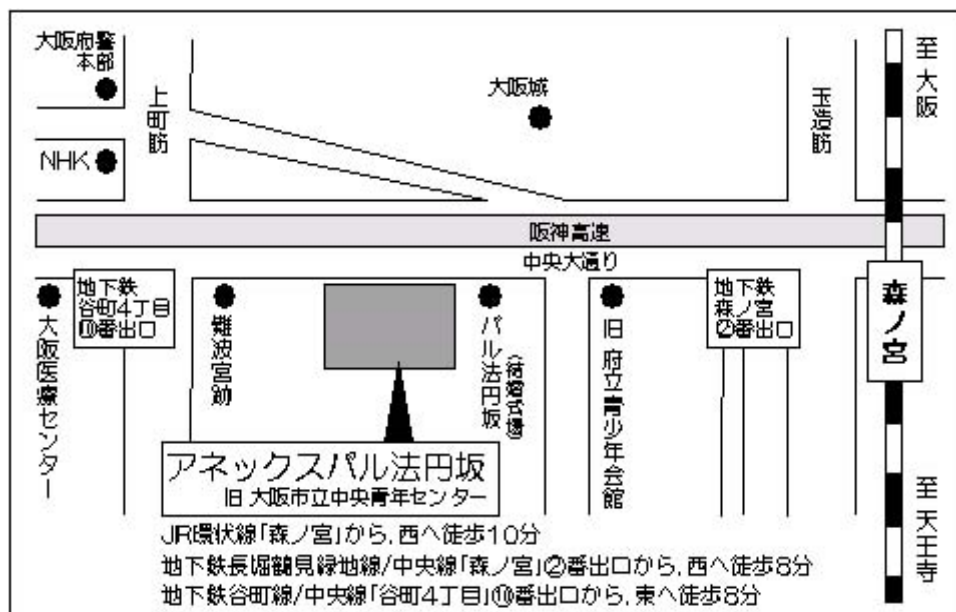 大阪府警
本部
上町筋
大阪城
玉造筋
至大阪
NHK
阪神高速
中央大通り
地下鉄
谷町4丁目
⑩番出口
地下鉄
森ノ宮
②番出口
森ノ宮
大阪医療センター
難波宮跡
パル法円坂
(結婚式場)
旧府立青少年会館
至天王寺
アネックスパル法円坂
旧 大阪市立中央青年センター
JR環状線「森ノ宮」から,西へ徒歩10分
地下鉄長堀鶴見緑地線/中央線「森ノ宮」②番出口から,西へ徒歩8分
地下鉄谷町線/中央線「谷町4丁目」⑩番出口から,東へ徒歩8分